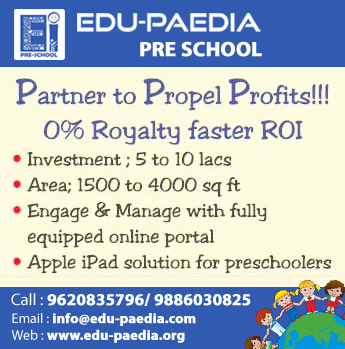 Ei
PRE-SCHOOL
EDU-PAEDIA
PRE SCHOOL
Partner to Propel Profits!!!
0% Royalty faster ROI
• Investment ; 5 to 10 lacs
• Area; 1500 to 4000 sq ft
• Engage & Manage with fully
equipped online portal
• Apple iPad solution for preschoolers
Call : 9620835796/ 9886030825
Email : info@edu-paedia.com
Web : www.edu-paedia.org